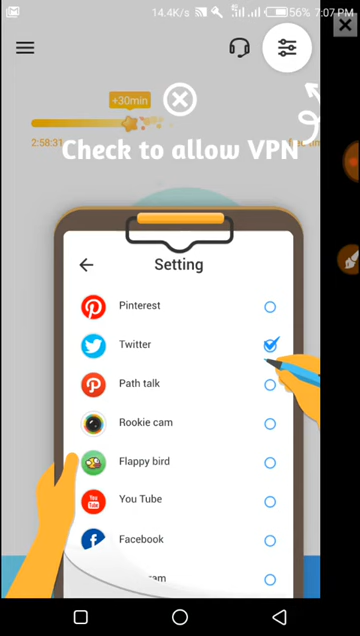 14.4K/s 56% 7:07 PM
+30min
2:58:31
Check to allow VPN
Setting
Pinterest
Twitter
Path talk
Rookie cam
Flappy bird
You Tube
Facebook